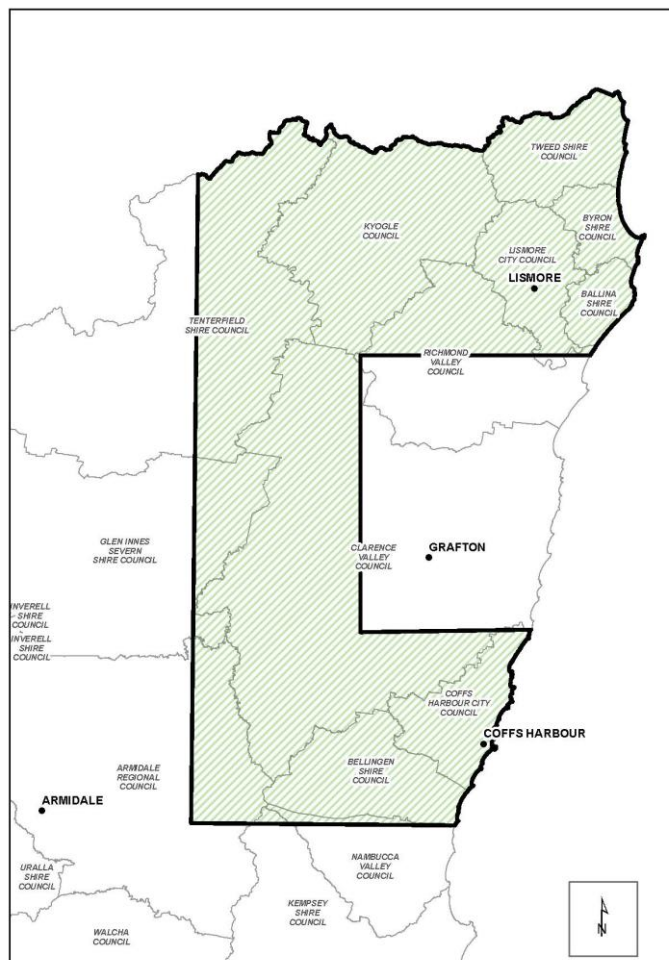 TWEED SHIRE
COUNCIL
KYOGLE
COUNCIL
BYRON
SHIRE
COUNCIL
LISMORE
CITY COUNCIL
LISMORE
BALLINA
SHIRE
COUNCIL
TENTERFIELD
SHIRE COUNCIL
RICHMOND
VALLEY
COUNCIL
GLEN INNES
SEVERN
SHIRE COUNCIL
CLARENCE
VALLEY
COUNCIL
GRAFTON
INVERELL
SHIRE
COUNCIL
INVERELL
SHIRE
COUNCIL
COFFS
HARBOUR CITY
COUNCIL
COFFS HARBOUR
BELLINGEN
SHIRE
COUNCIL
ARMIDALE
REGIONAL
COUNCIL
ARMIDALE
NAMBUCCA
VALLEY
COUNCIL
URALLA
SHIRE
COUNCIL
KEMPSEY
SHIRE
COUNCIL
WALCHA
COUNCIL
N